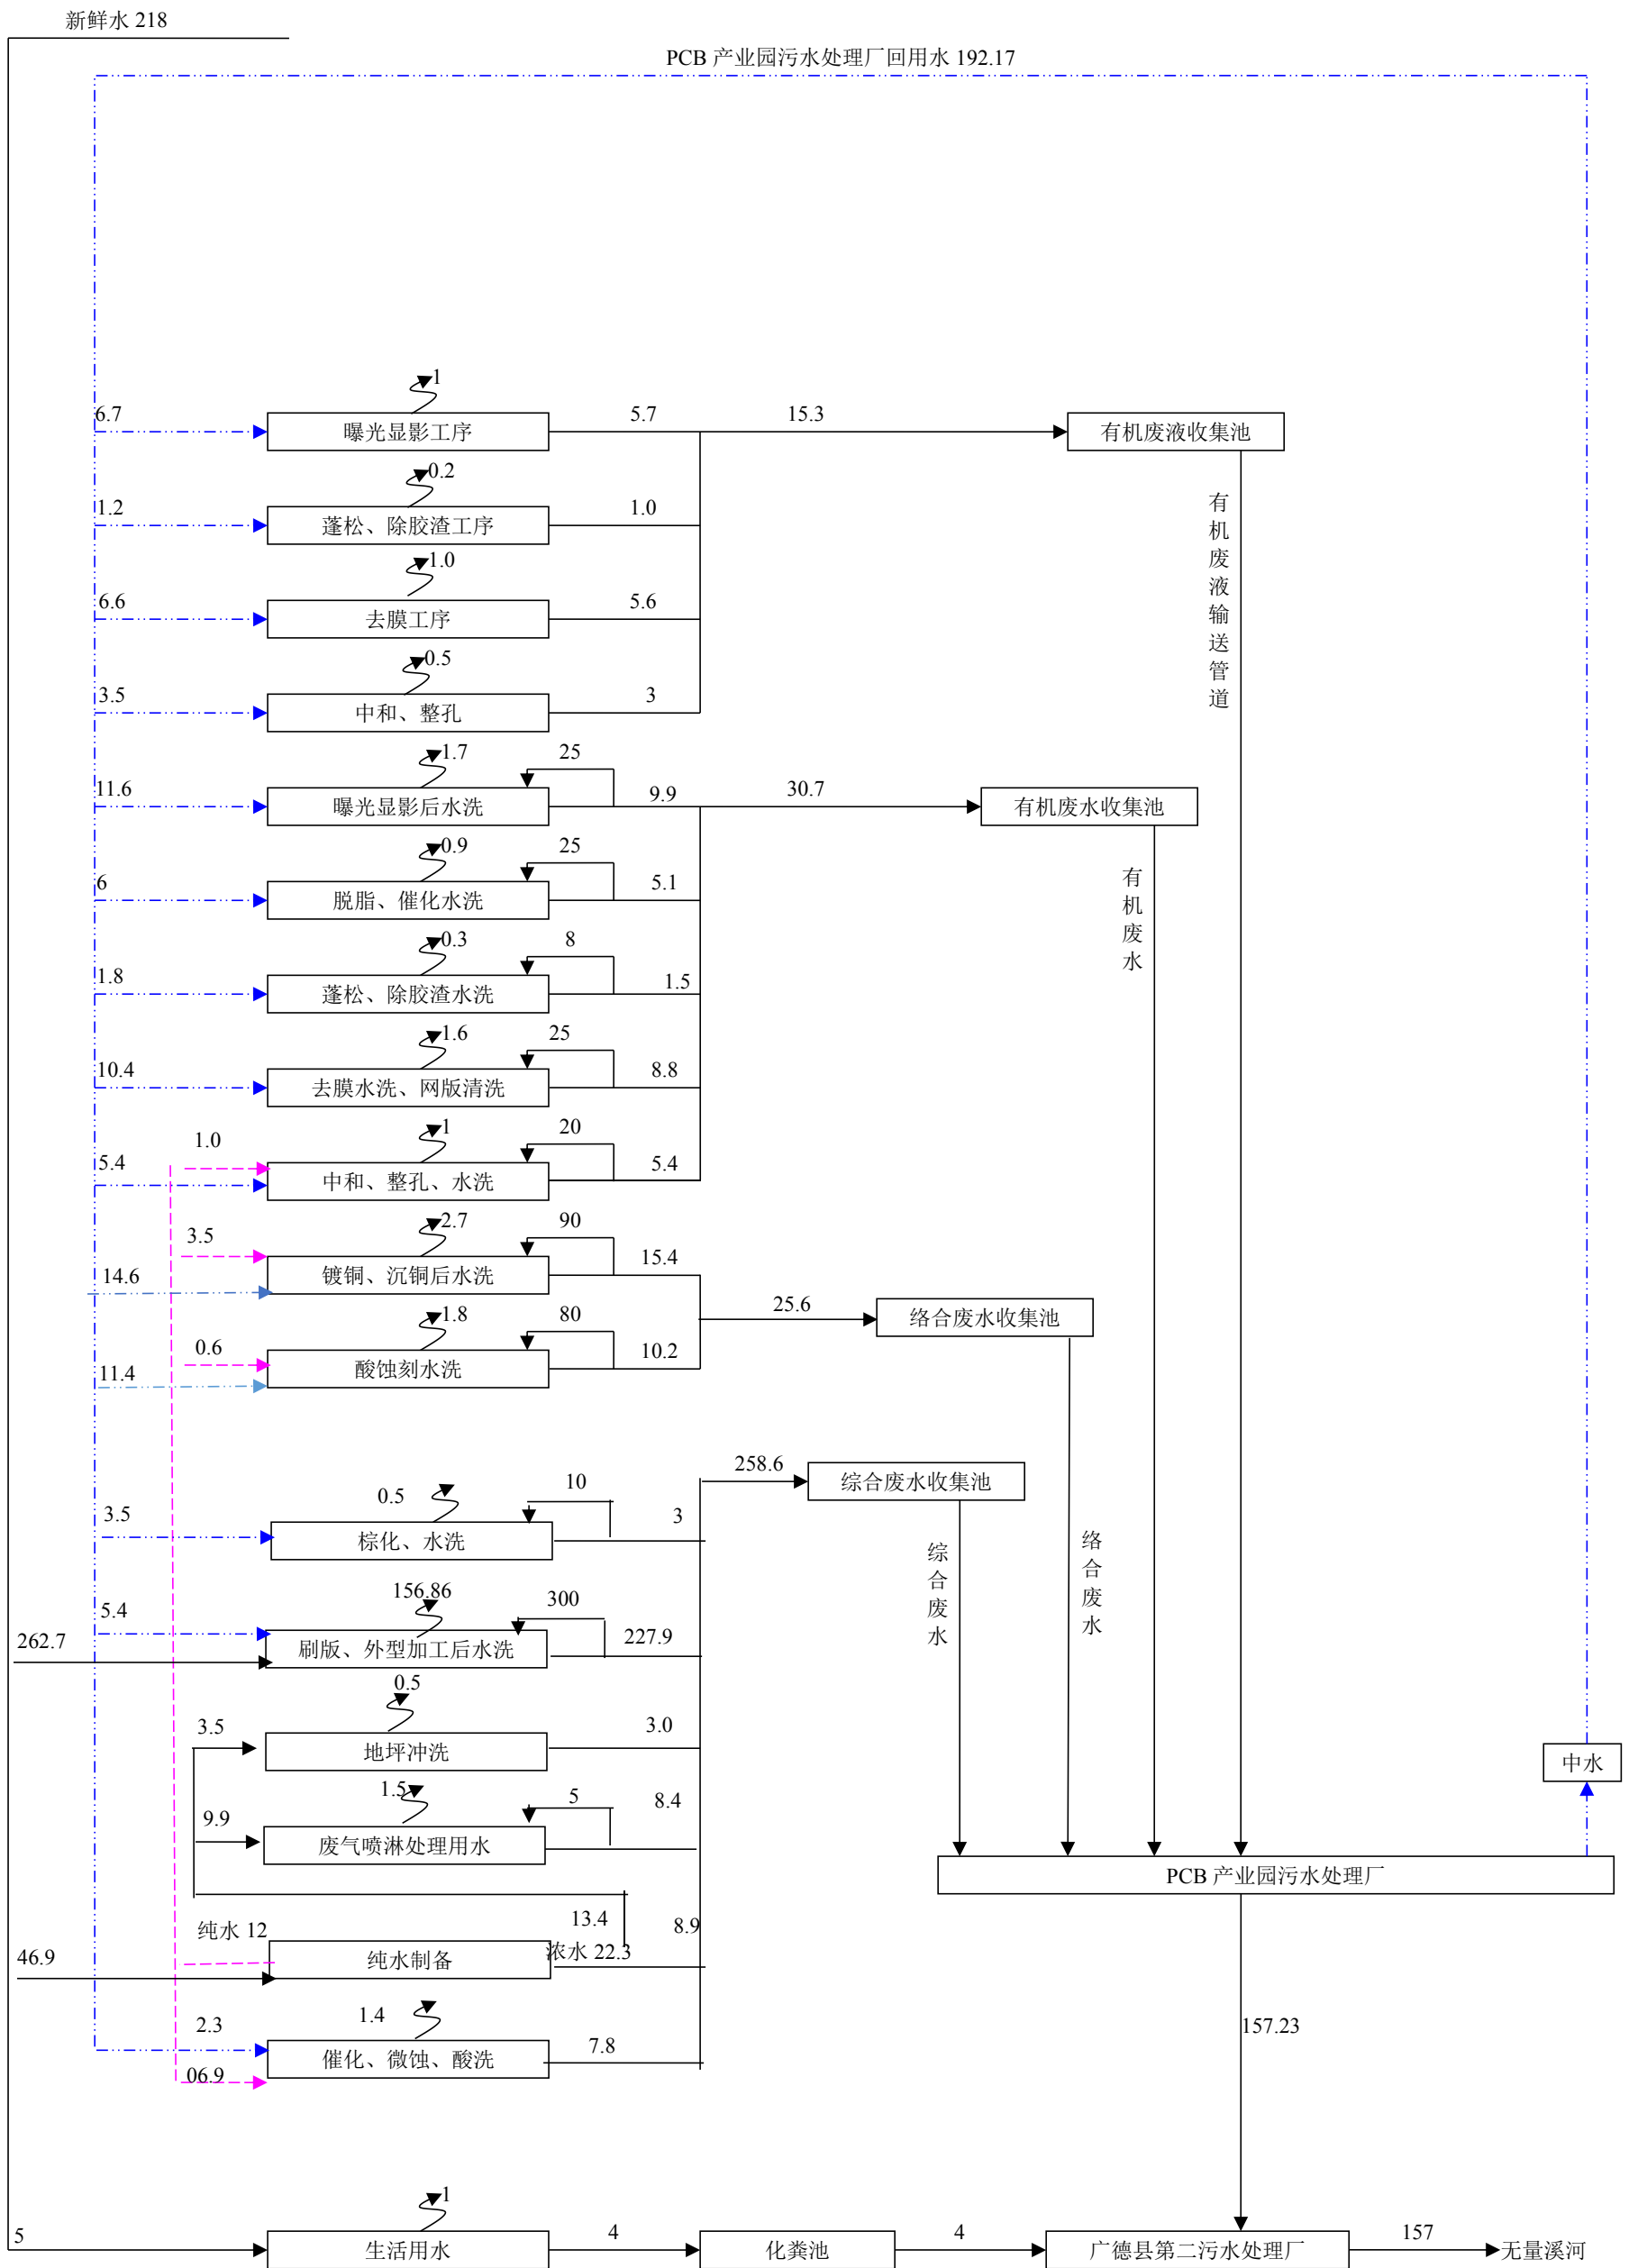 新鲜水 218
PCB 产业园污水处理厂回用水 192.17
1
6.7
曝光显影工序
5.7
15.3
有机废液收集池
0.2
1.2
蓬松、除胶渣工序
1.0
有机废液输送管道
1.0
6.6
去膜工序
5.6
0.5
3.5
中和、整孔
3
1.7
25
11.6
曝光显影后水洗
9.9
30.7
有机废水收集池
0.9
25
6
脱脂、催化水洗
5.1
有机废水
0.3
8
1.8
蓬松、除胶渣水洗
1.5
1.6
25
10.4
去膜水洗、网版清洗
8.8
1.0
1
20
5.4
中和、整孔、水洗
5.4
3.5
2.7
90
14.6
镀铜、沉铜后水洗
15.4
25.6
络合废水收集池
0.6
1.8
80
11.4
酸蚀刻水洗
10.2
258.6
综合废水收集池
0.5
10
3.5
棕化、水洗
3
综合废水
络合废水
156.86
300
5.4
262.7
刷版、外型加工后水洗
227.9
0.5
3.5
地坪冲洗
3.0
中水
1.5
5
9.9
废气喷淋处理用水
8.4
PCB 产业园污水处理厂
13.4
8.9
纯水 12
46.9
纯水制备
浓水 22.3
1.4
2.3
催化、微蚀、酸洗
7.8
06.9
157.23
1
5
生活用水
4
化粪池
4
广德县第二污水处理厂
157
无量溪河